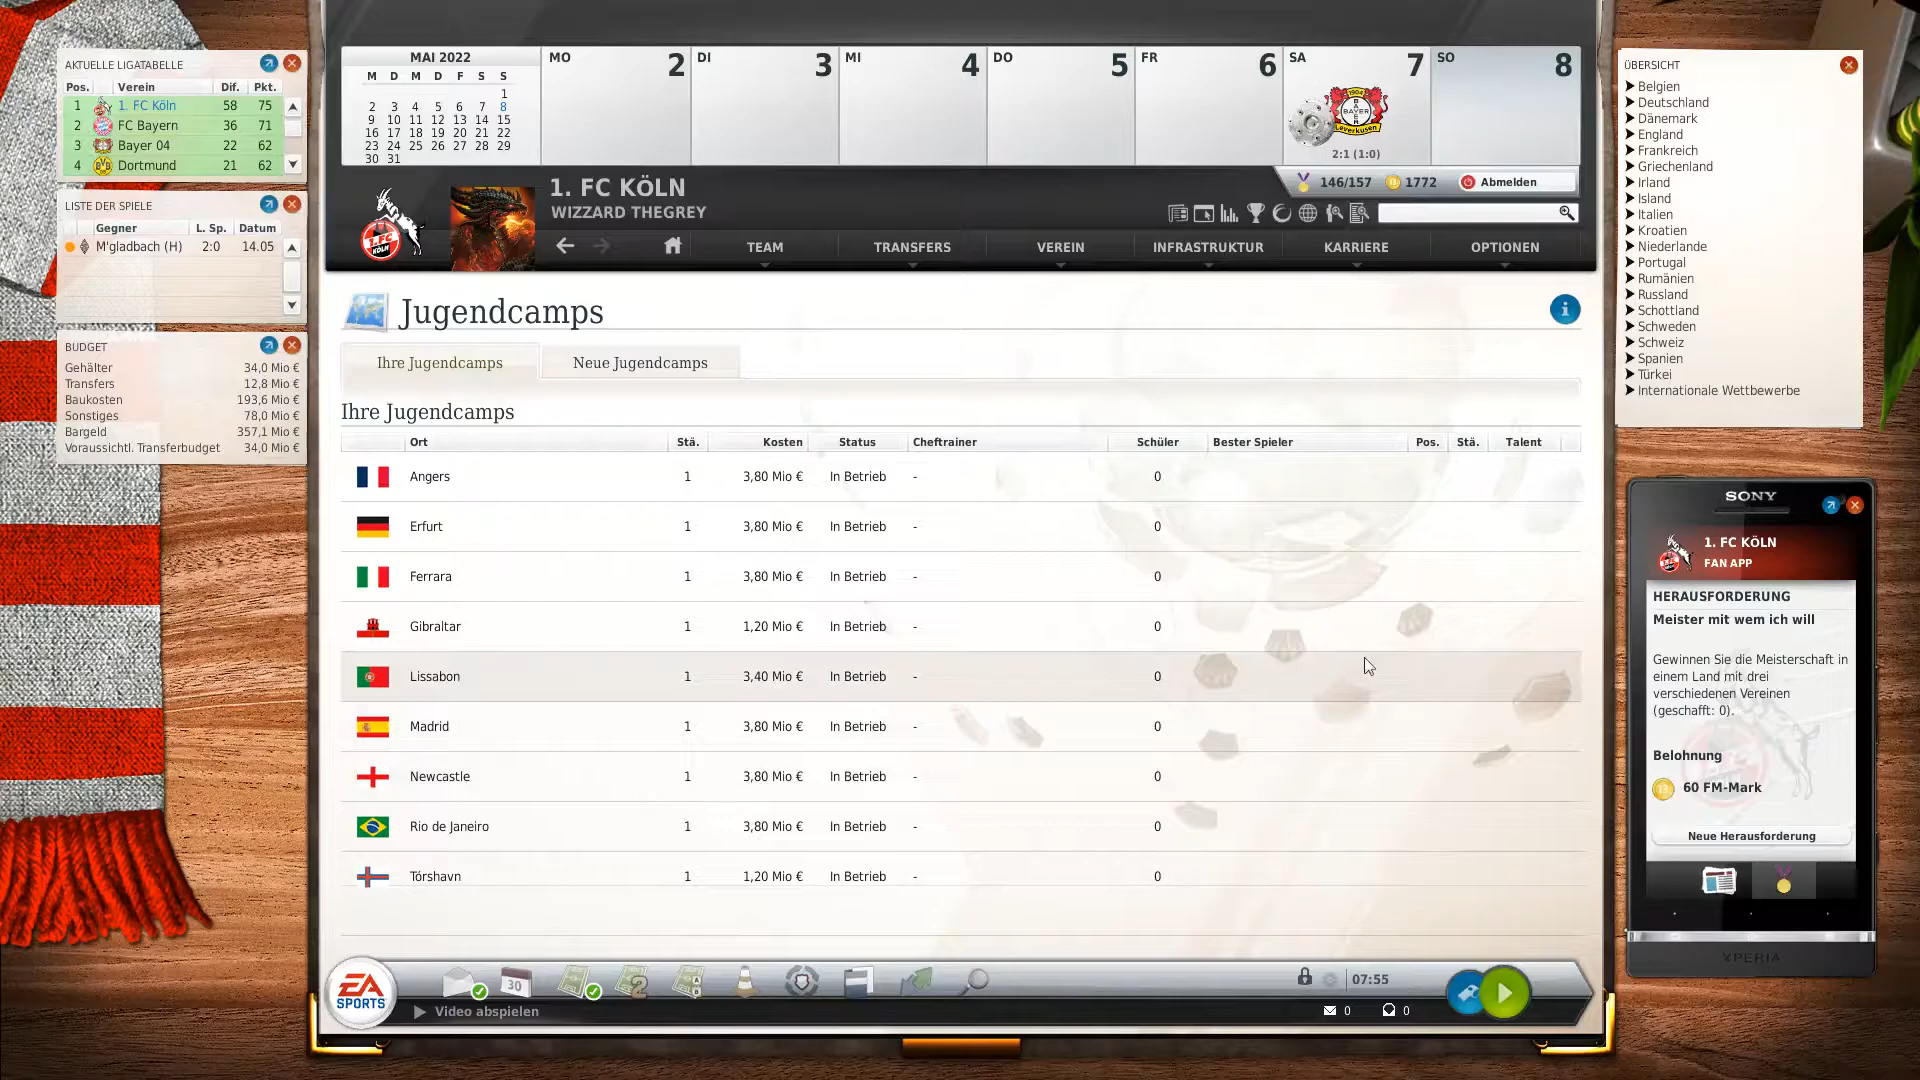 AKTUELLE LIGATABELLE
Pos. Verein Dif. Pkt.
1 1. FC Köln 58 75
2 FC Bayern 36 71
3 Bayer 04 22 62
4 Dortmund 21 62
LISTE DER SPIELE
Gegner L. Sp. Datum
M'gladbach (H) 2:0 14.05
BUDGET
Gehälter 34,0 Mio €
Transfers 12,8 Mio €
Baukosten 193,6 Mio €
Sonstiges 78,0 Mio €
Bargeld 357,1 Mio €
Voraussichtl. Transferbudget 34,0 Mio €
MAI 2022
M D M D F S S
1
2 3 4 5 6 7 8
9 10 11 12 13 14 15
16 17 18 19 20 21 22
23 24 25 26 27 28 29
30 31
MO 2 DI 3 MI 4 DO 5 FR 6 SA 7 SO 8
1904
BAYER
Leverkusen
2:1 (1:0)
1. FC KÖLN
WIZZARD THEGREY
146/157 1772 Abmelden
1.FC KÖLN
TEAM TRANSFERS VEREIN INFRASTRUKTUR KARRIERE OPTIONEN
Jugendcamps
Ihre Jugendcamps Neue Jugendcamps
Ihre Jugendcamps
Ort Stä. Kosten Status Cheftrainer Schüler Bester Spieler Pos. Stä. Talent
Angers 1 3,80 Mio € In Betrieb - 0
Erfurt 1 3,80 Mio € In Betrieb - 0
Ferrara 1 3,80 Mio € In Betrieb - 0
Gibraltar 1 1,20 Mio € In Betrieb - 0
Lissabon 1 3,40 Mio € In Betrieb - 0
Madrid 1 3,80 Mio € In Betrieb - 0
Newcastle 1 3,80 Mio € In Betrieb - 0
Rio de Janeiro 1 3,80 Mio € In Betrieb - 0
Tórshavn 1 1,20 Mio € In Betrieb - 0
EA SPORTS
30
2
07:55
Video abspielen
0 0
ÜBERSICHT
Belgien
Deutschland
Dänemark
England
Frankreich
Griechenland
Irland
Island
Italien
Kroatien
Niederlande
Portugal
Rumänien
Russland
Schottland
Schweden
Schweiz
Spanien
Türkei
Internationale Wettbewerbe
SONY
1. FC KÖLN
FAN APP
HERAUSFORDERUNG
Meister mit wem ich will
Gewinnen Sie die Meisterschaft in
einem Land mit drei
verschiedenen Vereinen
(geschafft: 0).
Belohnung
60 FM-Mark
Neue Herausforderung
XPERIA